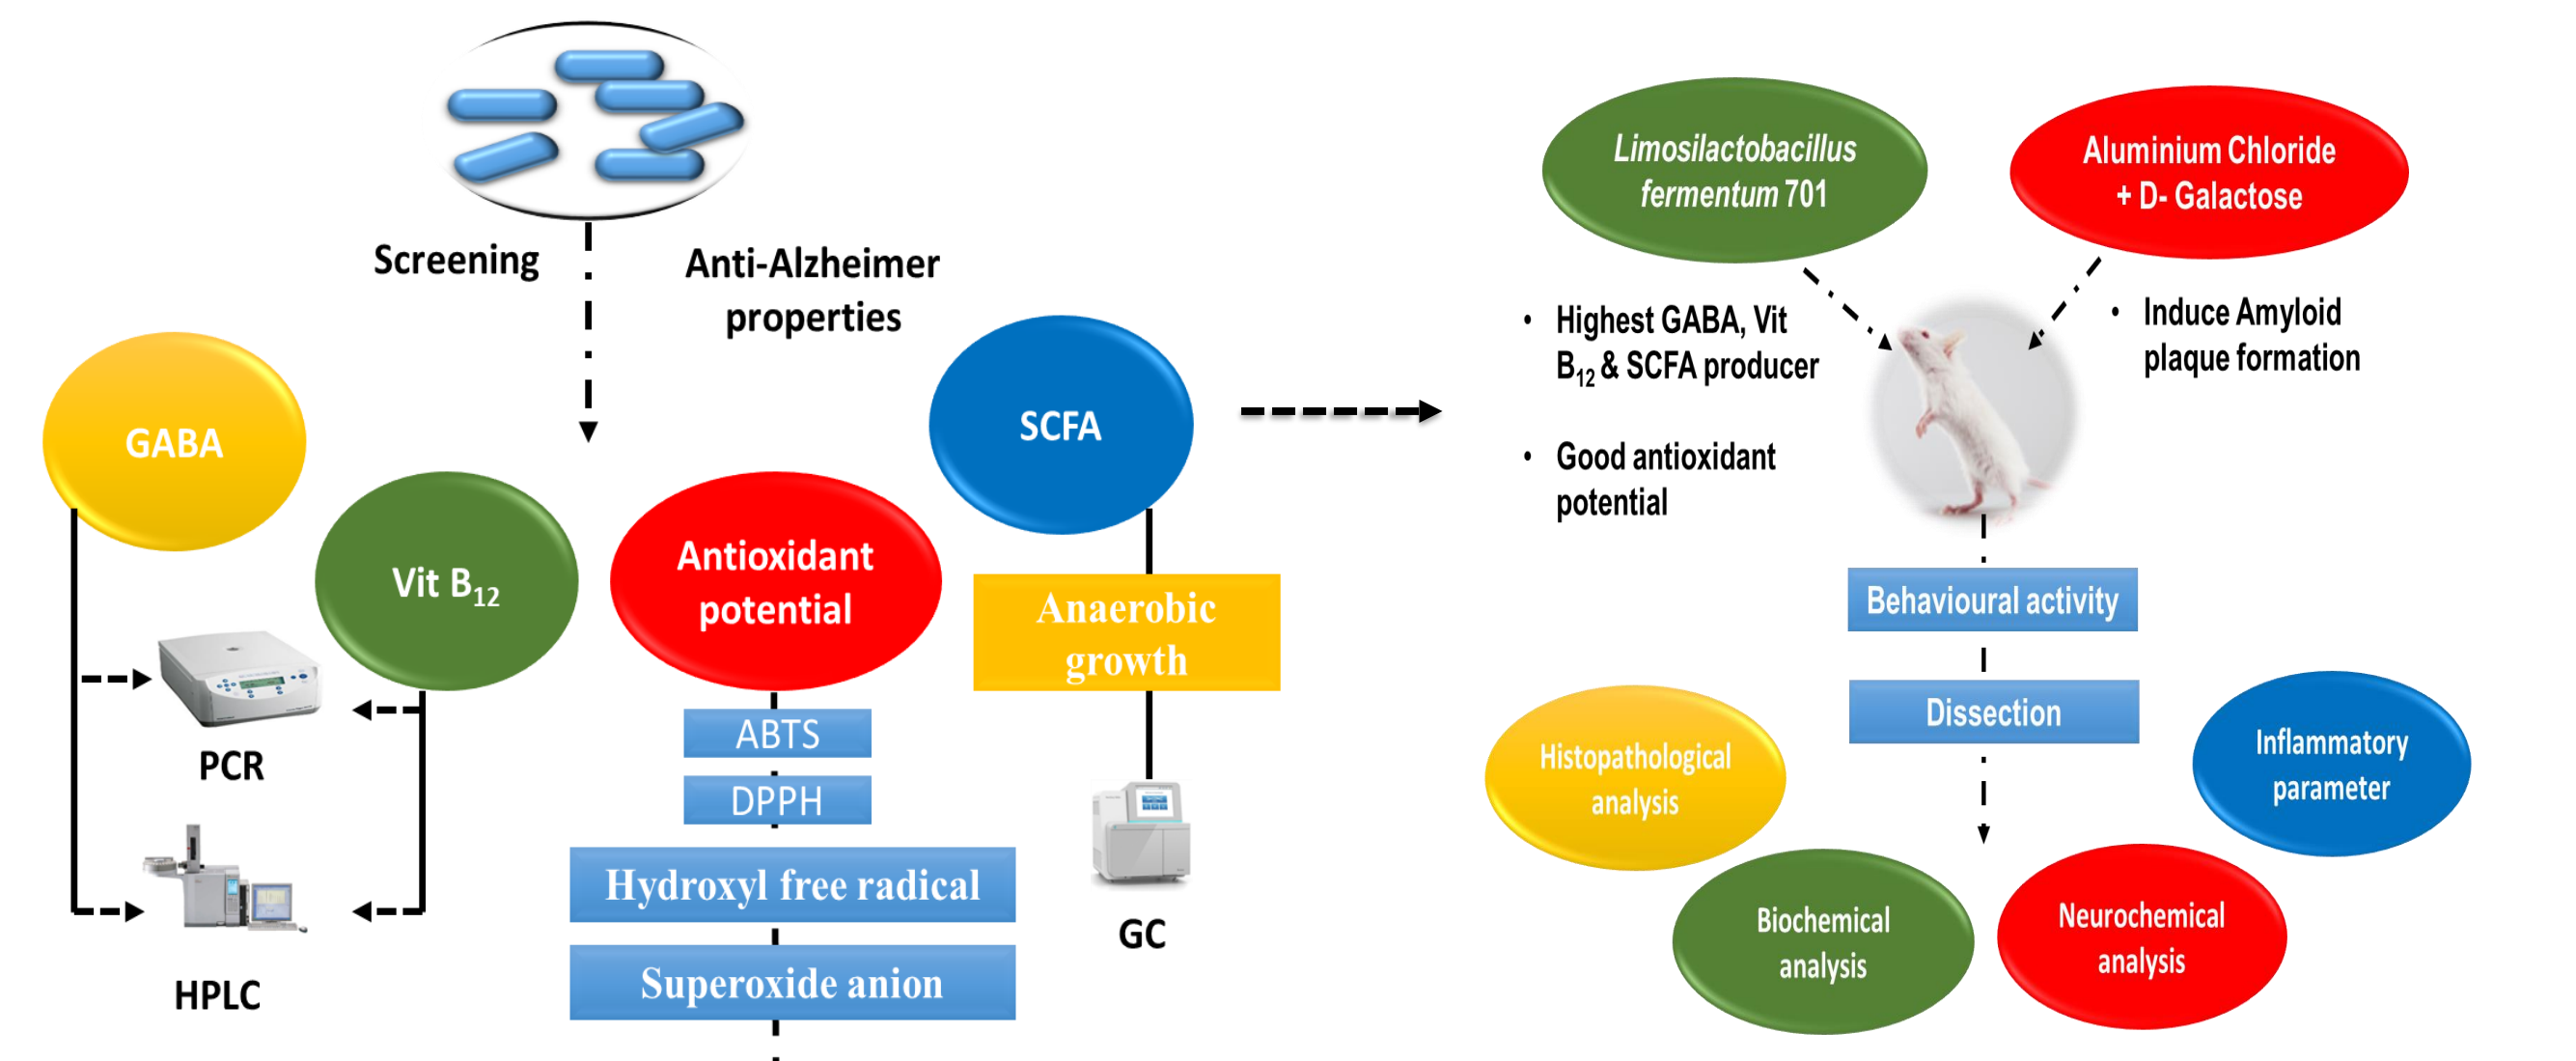 Screening
Anti-Alzheimer
properties
GABA
Vit B12
Antioxidant
potential
SCFA
PCR
HPLC
ABTS
DPPH
Hydroxyl free radical
Superoxide anion
Anaerobic
growth
GC
Limosilactobacillus
fermentum 701
Aluminium Chloride
+ D- Galactose
• Highest GABA, Vit
B12 & SCFA producer
• Good antioxidant
potential
• Induce Amyloid
plaque formation
Behavioural activity
Dissection
Histopathological
analysis
Biochemical
analysis
Neurochemical
analysis
Inflammatory
parameter